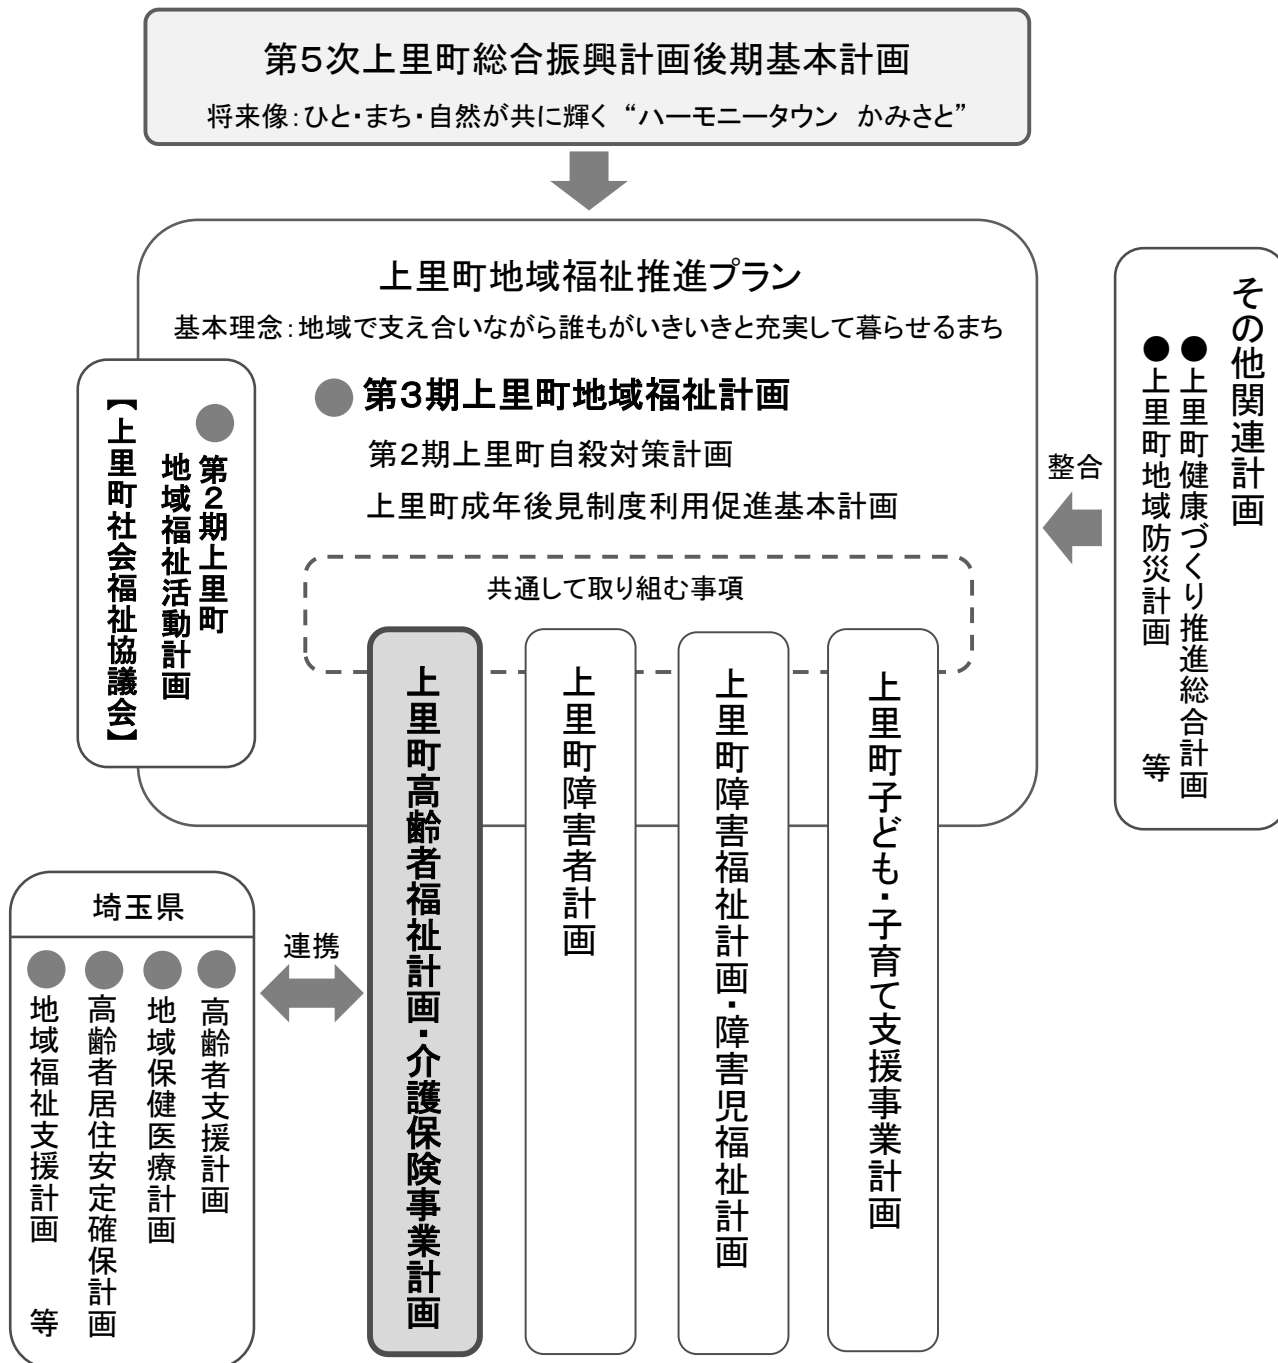 第5次上里町総合振興計画後期基本計画
将来像：ひと・まち・自然が共に輝く “ハーモニータウン　かみさと”
上里町地域福祉推進プラン
基本理念：地域で支え合いながら誰もがいきいきと充実して暮らせるまち
●第3期上里町地域福祉計画
第2期上里町自殺対策計画
上里町成年後見制度利用促進基本計画
共通して取り組む事項
●第2期上里町
地域福祉活動計画
【上里町社会福祉協議会】
整合
その他関連計画
●上里町健康づくり推進総合計画
●上里町地域防災計画　等
上里町高齢者福祉計画・介護保険事業計画
上里町障害者計画
上里町障害福祉計画・障害児福祉計画
上里町子ども・子育て支援事業計画
連携
埼玉県
●高齢者支援計画
●地域保健医療計画
●高齢者居住安定確保計画
●地域福祉支援計画　等